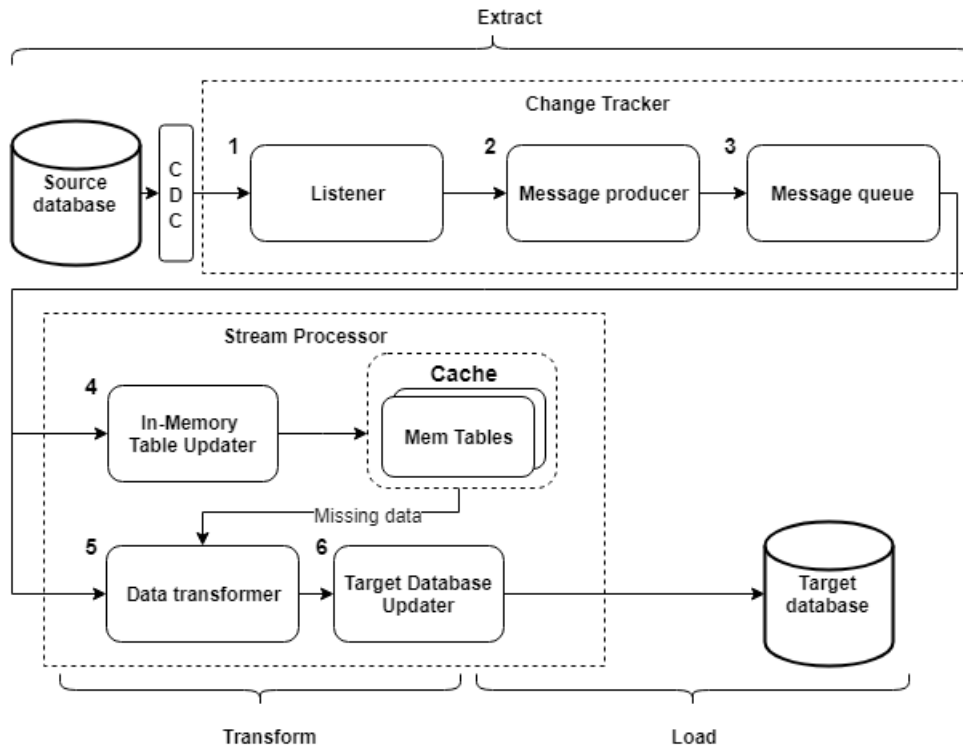 Extract
Change Tracker
Source
database
C
D
C
1
Listener
2
Message producer
3
Message queue
Stream Processor
4
In-Memory
Table Updater
Cache
Mem Tables
Missing data
5
Data transformer
6
Target Database
Updater
Target
database
Transform
Load